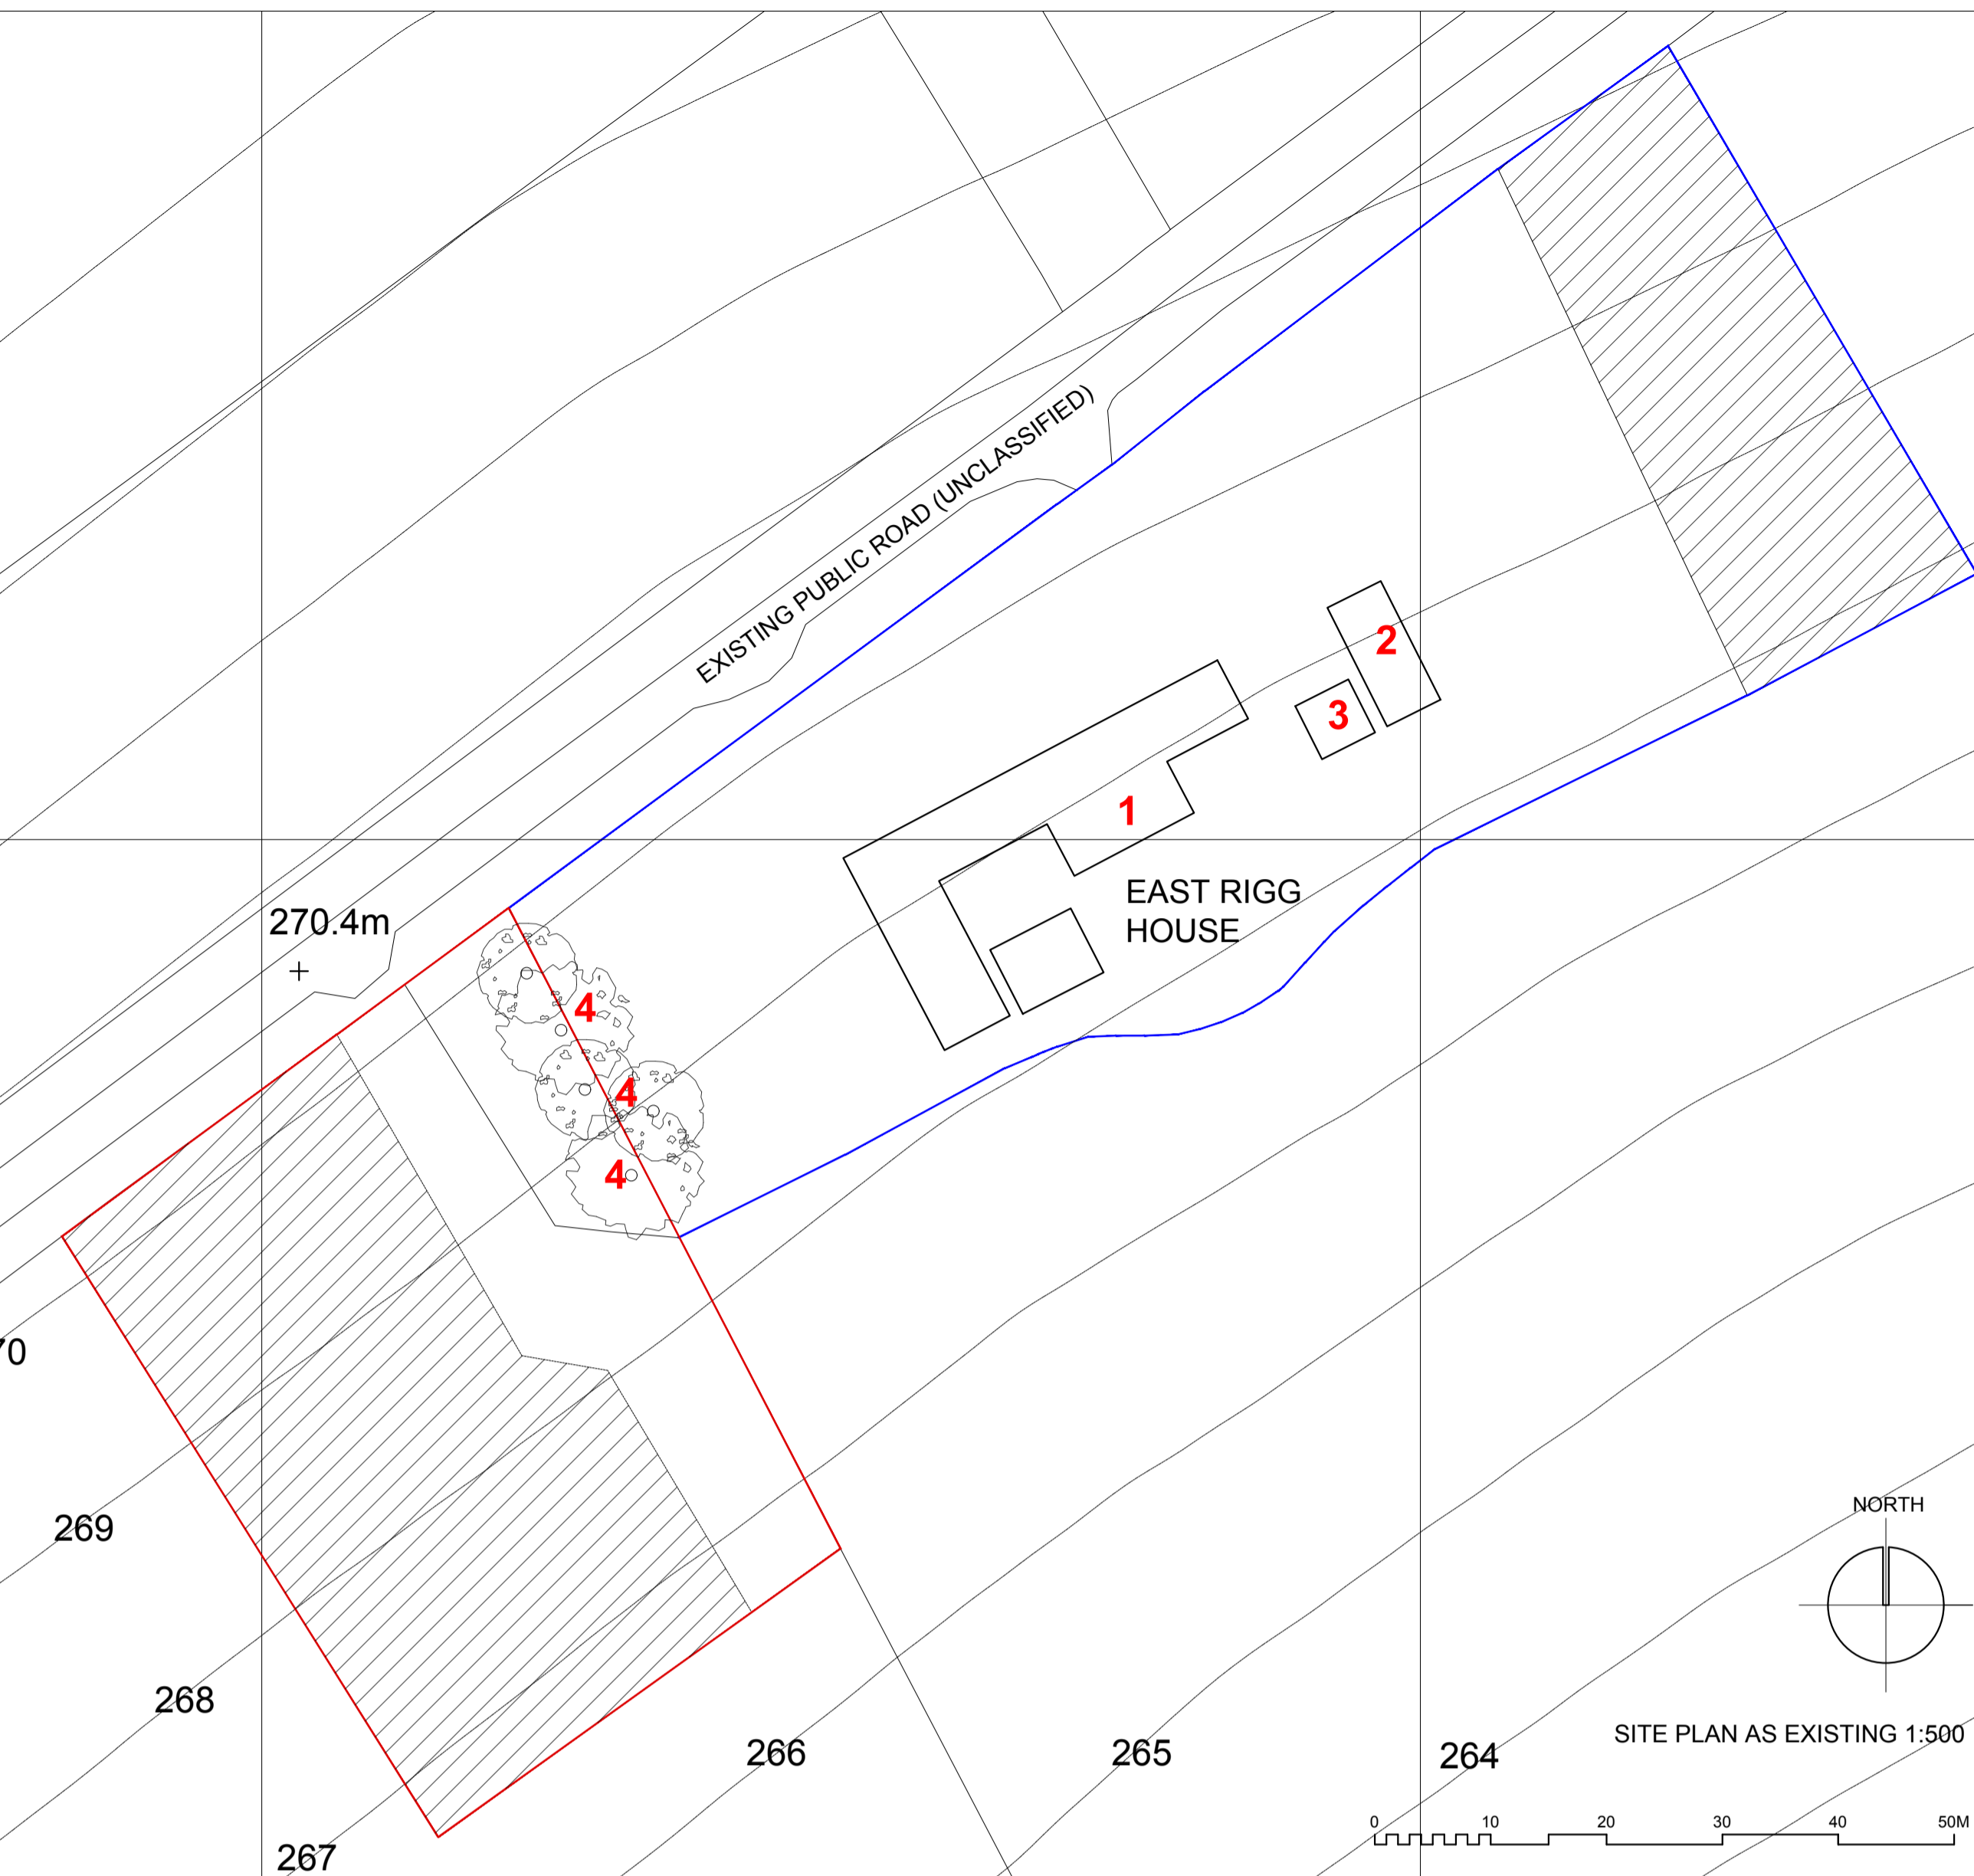 EXISTING PUBLIC ROAD (UNCLASSIFIED)
2
3
1
EAST RIGG
HOUSE
270.4m
4
4
4
70
269
268
267
266
265
264
NORTH
SITE PLAN AS EXISTING 1:500
0 10 20 30 40 50M